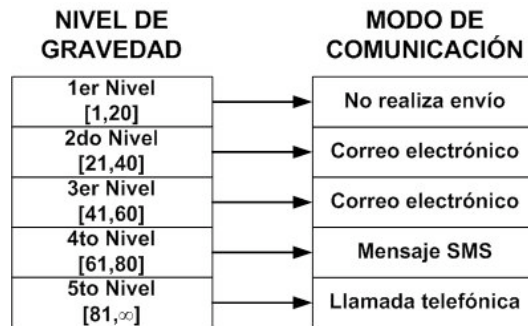 NIVEL DE
GRAVEDAD
MODO DE
COMUNICACIÓN
1er Nivel
[1,20]
No realiza envío
2do Nivel
[21,40]
Correo electrónico
3er Nivel
[41,60]
Correo electrónico
4to Nivel
[61,80]
Mensaje SMS
5to Nivel
[81,∞]
Llamada telefónica